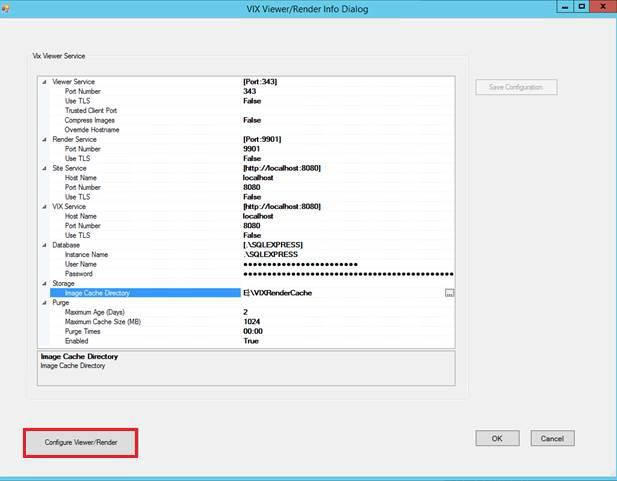 VIX Viewer/Render Info Dialog
Vix Viewer Service
Viewer Service [Port:343]
Port Number 343
Use TLS False
Trusted Client Port
Compress Images False
Override Hostname
Render Service [Port:9901]
Port Number 9901
Use TLS False
Site Service [http://localhost:8080]
Host Name localhost
Port Number 8080
Use TLS False
VIX Service [http://localhost:8080]
Host Name localhost
Port Number 8080
Use TLS False
Database [.\SQLEXPRESS]
Instance Name .\SQLEXPRESS
User Name
Password
Storage
Image Cache Directory E:\VIXRenderCache ...
Purge
Maximum Age (Days) 2
Maximum Cache Size (MB) 1024
Purge Times 00:00
Enabled True
Image Cache Directory
Image Cache Directory
Save Configuration
Configure Viewer/Render
OK Cancel